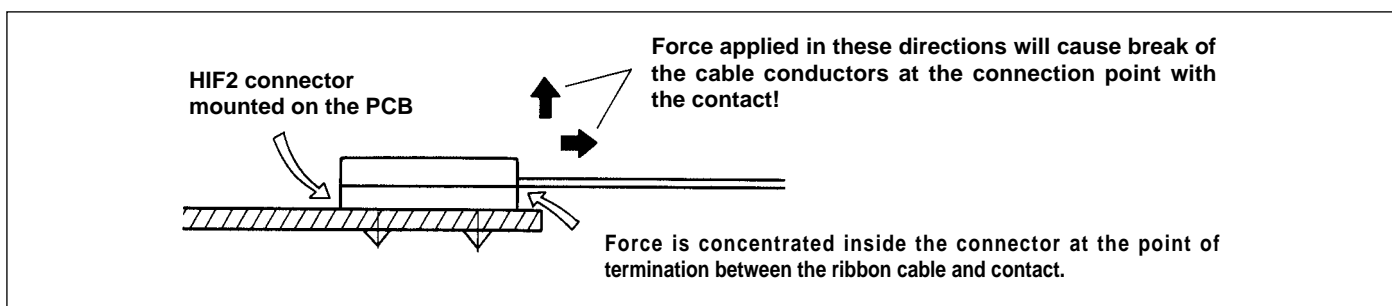 Force applied in these directions will cause break of
the cable conductors at the connection point with
the contact!
HIF2 connector
mounted on the PCB
Force is concentrated inside the connector at the point of
termination between the ribbon cable and contact.